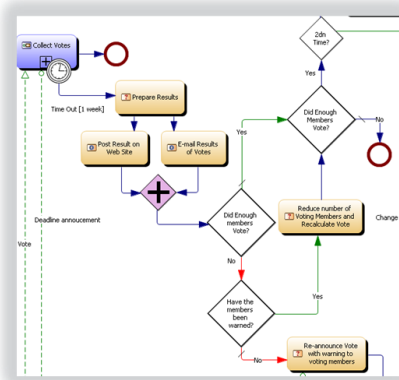 2dn
Time?
Collect Votes
Yes
Time Out [1 week]
Prepare Results
Did Enough
Members
Vote?
No
Post Result on
Web Site
E-mail Results
of Votes
Yes
Deadline annoucement
Did Enough
members
Vote?
Reduce number of
Voting Members and
Recalculate Vote
Change
Vote
No
Have the
members
been
warned?
Yes
No
Re-announce Vote
with warning to
voting members